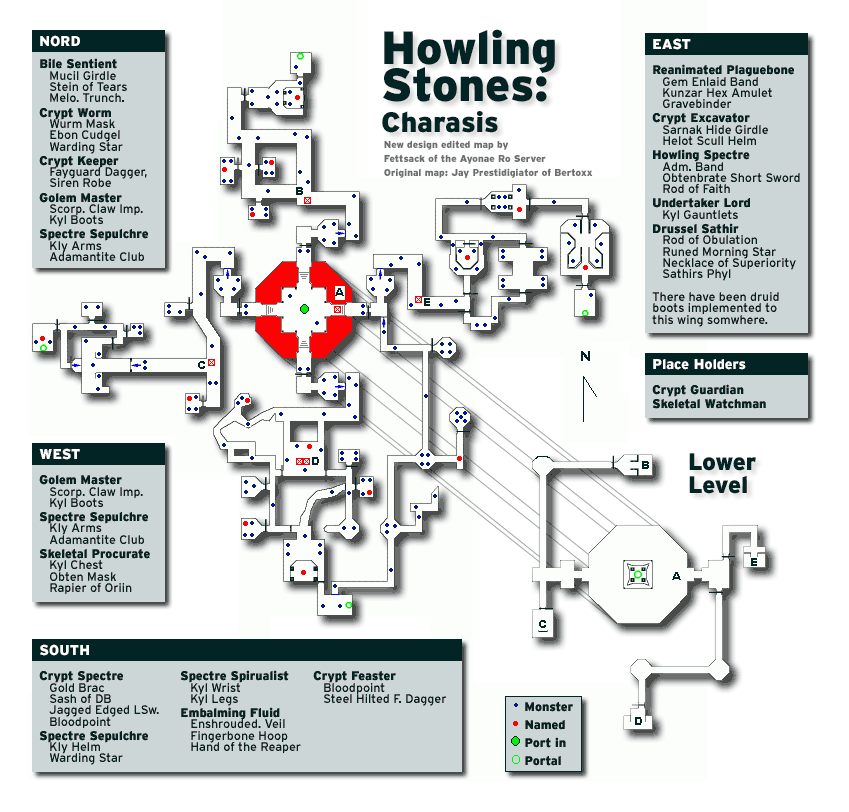 Howling
Stones:
Charasis
New design edited map by
Fettsack of the Ayonae Ro Server
Original map: Jay Prestidigiator of Bertoxx
NORD
Bile Sentient
Mucil Girdle
Stein of Tears
Melo. Trunch.
Crypt Worm
Wurm Mask
Ebon Cudgel
Warding Star
Crypt Keeper
Fayguard Dagger,
Siren Robe
Golem Master
Scorp. Claw Imp.
Kyl Boots
Spectre Sepulchre
Kly Arms
Adamantite Club
EAST
Reanimated Plaguebone
Gem Enlaid Band
Kunzar Hex Amulet
Gravebinder
Crypt Excavator
Sarnak Hide Girdle
Helot Scull Helm
Howling Spectre
Adm. Band
Obtenbrate Short Sword
Rod of Faith
Undertaker Lord
Kyl Gauntlets
Drussel Sathir
Rod of Obulation
Runed Morning Star
Necklace of Superiority
Sathirs Phyl
There have been druid
boots implemented to
this wing somwhere.
Place Holders
Crypt Guardian
Skeletal Watchman
B
A
E
C
D
N
Lower
Level
B
A
E
C
D
WEST
Golem Master
Scorp. Claw Imp.
Kyl Boots
Spectre Sepulchre
Kly Arms
Adamantite Club
Skeletal Procurate
Kyl Chest
Obten Mask
Rapier of Oriin
SOUTH
Crypt Spectre
Gold Brac
Sash of DB
Jagged Edged LSw.
Bloodpoint
Spectre Sepulchre
Kly Helm
Warding Star
Spectre Spirualist
Kyl Wrist
Kyl Legs
Embalming Fluid
Enshrouded. Veil
Fingerbone Hoop
Hand of the Reaper
Crypt Feaster
Bloodpoint
Steel Hilted F. Dagger
Monster
Named
Port in
Portal